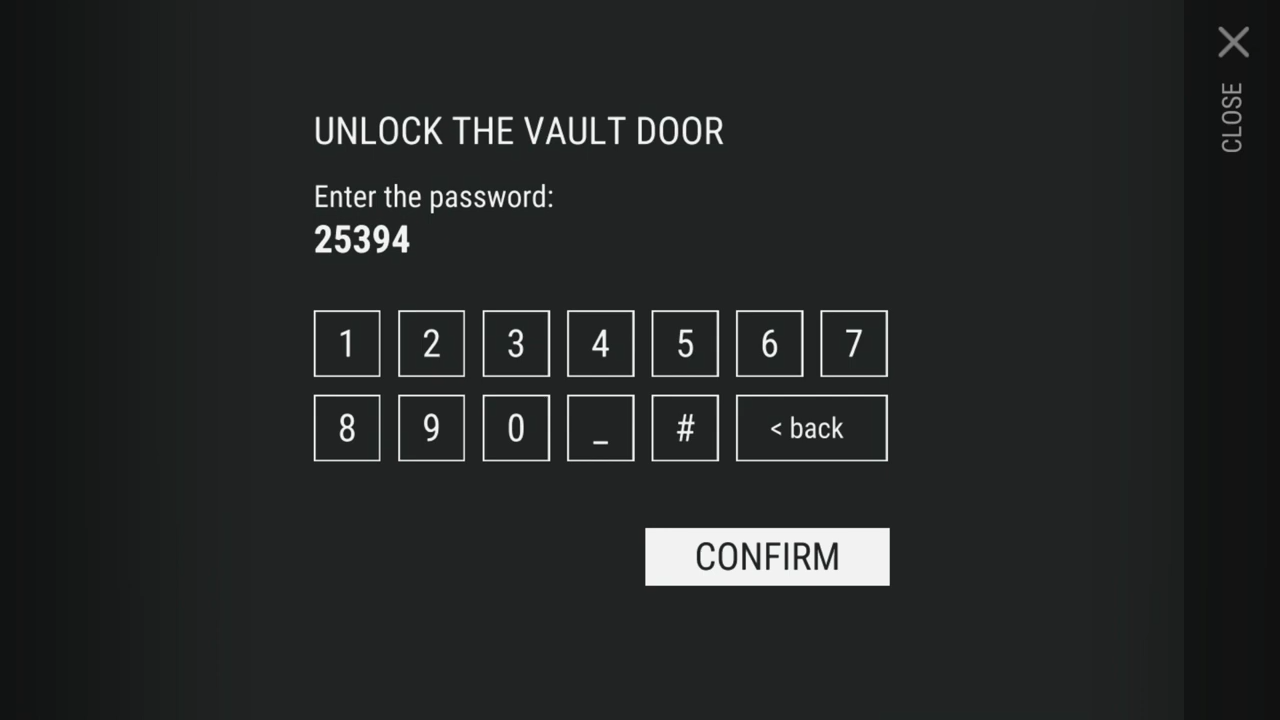 CLOSE
UNLOCK THE VAULT DOOR
Enter the password:
25394
1 2 3 4 5 6 7
8 9 0 _ # < back
CONFIRM